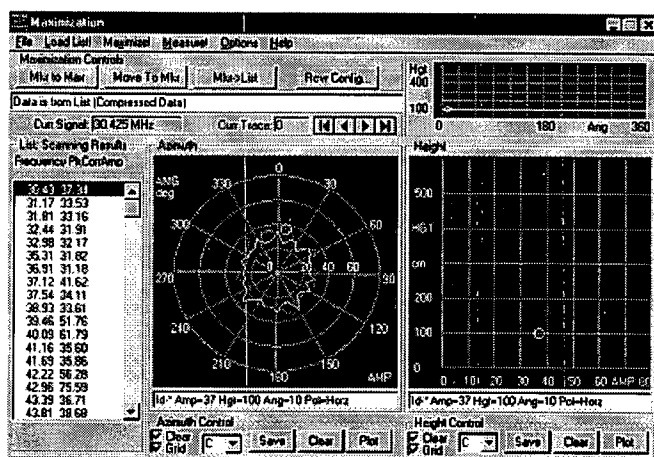 Maximization
File Load List! Maximize! Measure! Options Help
Maximization Controls
Mkr to Max Move To Mkr Mkr->List Rcvr Config...
Data is from List (Compressed Data)
Curr Signal: 30.425 MHz Curr Trace: 0
Hgt
400
100
0 180 Ang 360
List: Scanning Results
Frequency PkCorrAmp
30.43 37.31
31.17 33.53
31.81 33.16
32.44 31.91
32.98 32.17
35.31 31.82
36.91 31.18
37.12 41.62
37.54 34.11
38.93 33.61
39.46 51.76
40.09 61.79
41.16 35.60
41.69 35.86
42.22 56.28
42.96 75.59
43.39 36.71
43.81 38.68
Azimuth
ANG
deg
0
330 30
300 60
270 0 20 40 60 90
240 120
210 150
180
AMP
Id-* Amp=37 Hgt=100 Ang=10 Pol=Horz
Azimuth Control
Clear
Grid
C Save Clear Plot
Height
500
HGT
cm
200
100
0
0 15 30 50 60 AMP 80
Id-* Amp=37 Hgt=100 Ang=10 Pol=Horz
Height Control
Clear
Grid
C Save Clear Plot